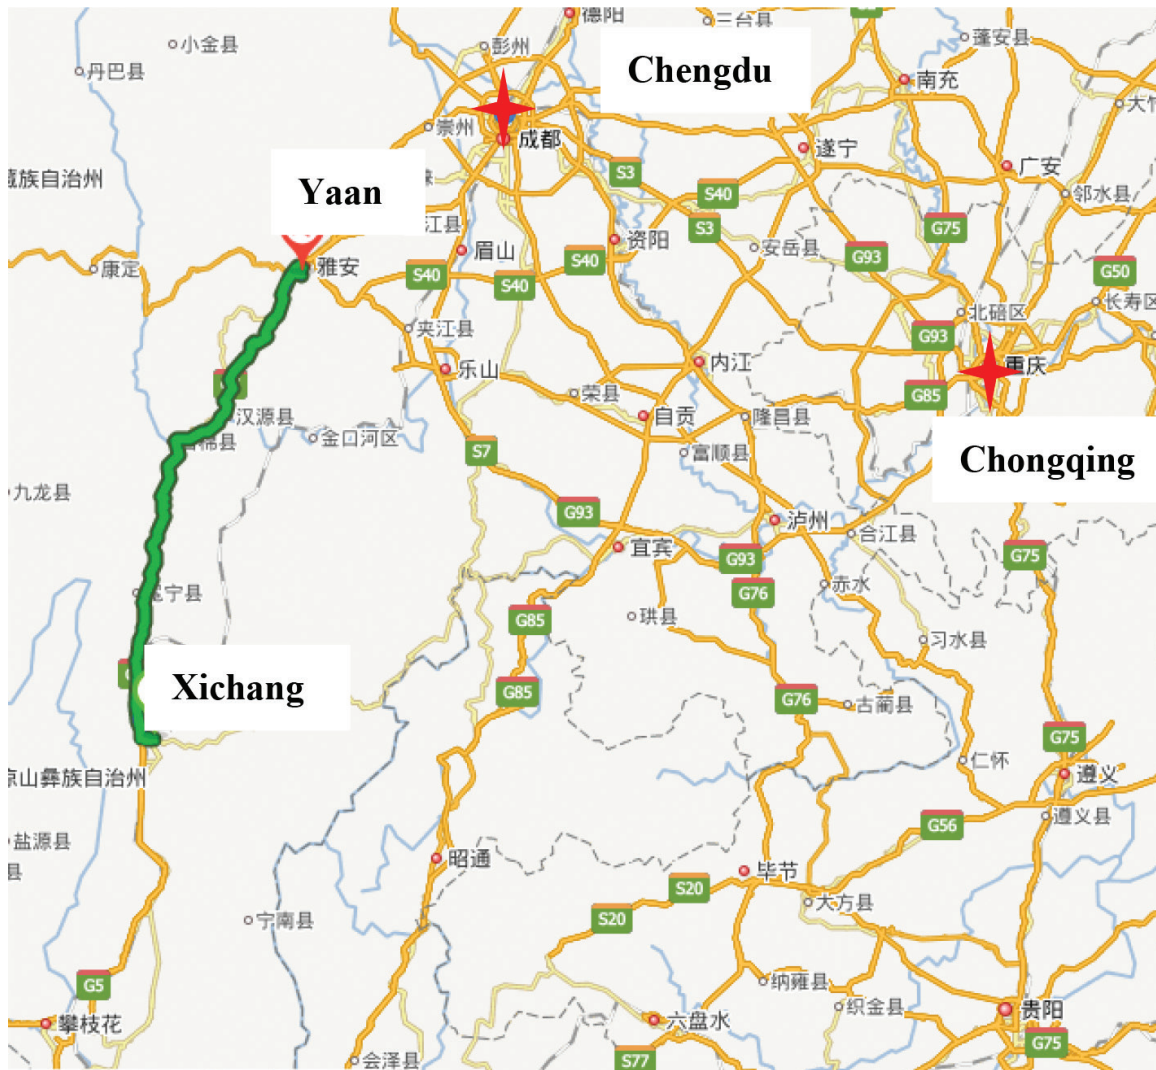 德阳
三台县
蓬安县
小金县
彭州
丹巴县
Chengdu
南充
大竹
崇州
成都
遂宁
广安
藏族自治州
Yaan
S3
S40
邻水县
江县
S3
G75
康定
雅安
眉山
资阳
安岳县
G93
S40
S40
S40
G50
长寿区
夹江县
北碚区
G93
乐山
内江
重庆
荣县
G85
汉源县
自贡
隆昌县
金口河区
棉县
S7
富顺县
Chongqing
九龙县
G93
泸州
合江县
宜宾
G93
G75
赤水
宁县
G76
珙县
G85
习水县
Xichang
G85
G76
古蔺县
G75
凉山彝族自治州
仁怀
遵义
盐源县
G56
遵义县
县
昭通
毕节
S20
大方县
宁南县
S20
G5
纳雍县
织金县
攀枝花
六盘水
贵阳
会泽县
S77
G75